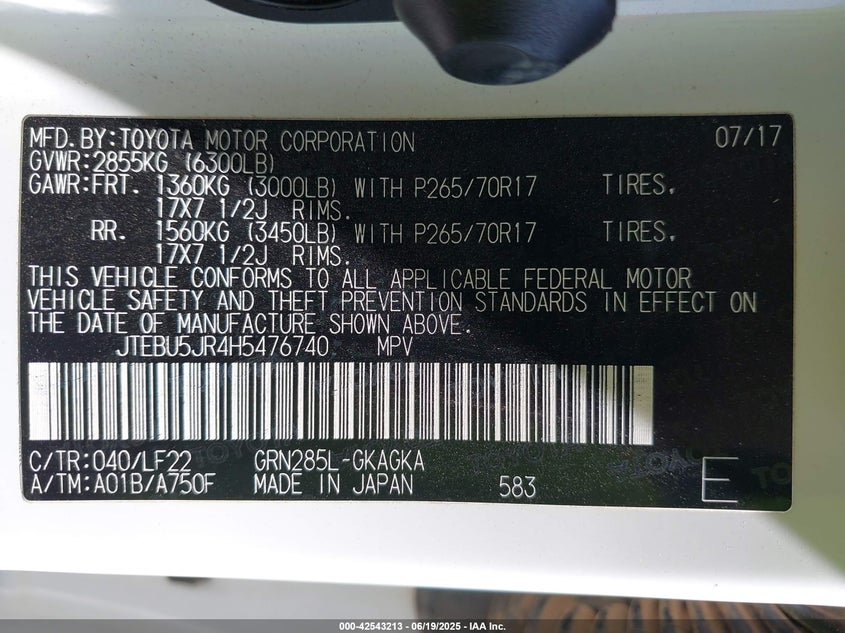 MFD. BY: TOYOTA MOTOR CORPORATION 07/17
GVWR: 2855KG (6300LB)
GAWR: FRT. 1360KG (3000LB) WITH P265/70R17 TIRES.
17X7 1/2J RIMS.
RR. 1560KG (3450LB) WITH P265/70R17 TIRES.
17X7 1/2J RIMS.
THIS VEHICLE CONFORMS TO ALL APPLICABLE FEDERAL MOTOR
VEHICLE SAFETY AND THEFT PREVENTION STANDARDS IN EFFECT ON
THE DATE OF MANUFACTURE SHOWN ABOVE.
JTEBU5JR4H5476740 MPV
C/TR: 040/LF22 GRN285L-GKAGKA
A/TM: A01B/A750F MADE IN JAPAN 583 E
000-42543213 - 06/19/2025 - IAA Inc.